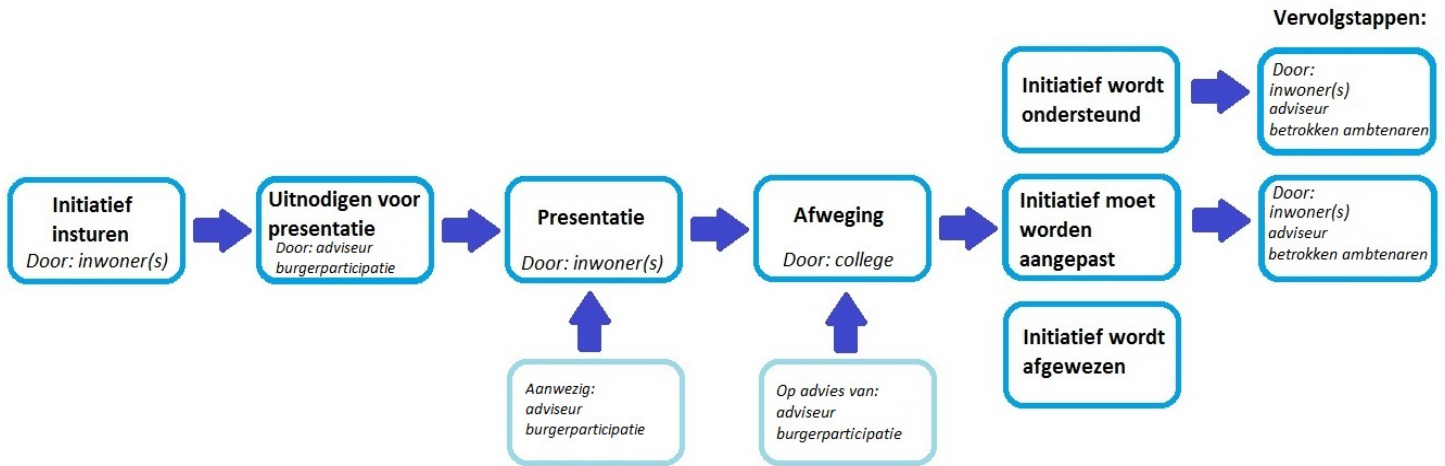 Initiatief
insturen
Door: inwoner(s)
Uitnodigen voor
presentatie
Door: adviseur
burgerparticipatie
Presentatie
Door: inwoner(s)
Aanwezig:
adviseur
burgerparticipatie
Afweging
Door: college
Op advies van:
adviseur
burgerparticipatie
Initiatief wordt
ondersteund
Initiatief moet
worden
aangepast
Initiatief wordt
afgewezen
Vervolgstappen:
Door:
inwoner(s)
adviseur
betrokken ambtenaren
Door:
inwoner(s)
adviseur
betrokken ambtenaren